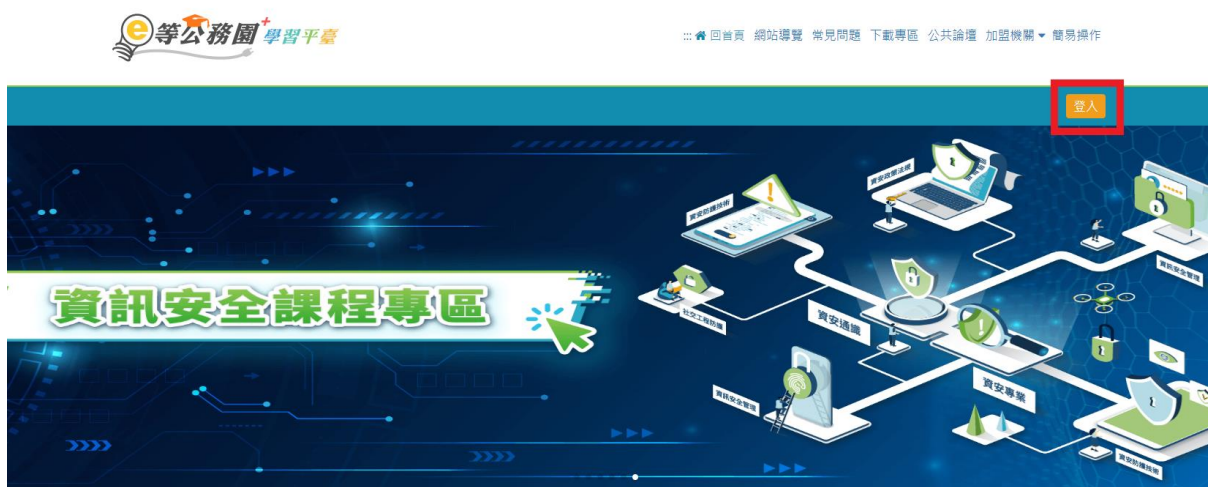 e等公務園+學習平臺
::: 回首頁 網站導覽 常見問題 下載專區 公共論壇 加盟機關 簡易操作
登入
資訊安全課程專區
資安政策法規
資安防護技術
資訊安全管理
社交工程防護
資安通識
資安專業
資訊安全管理
資安防護技術